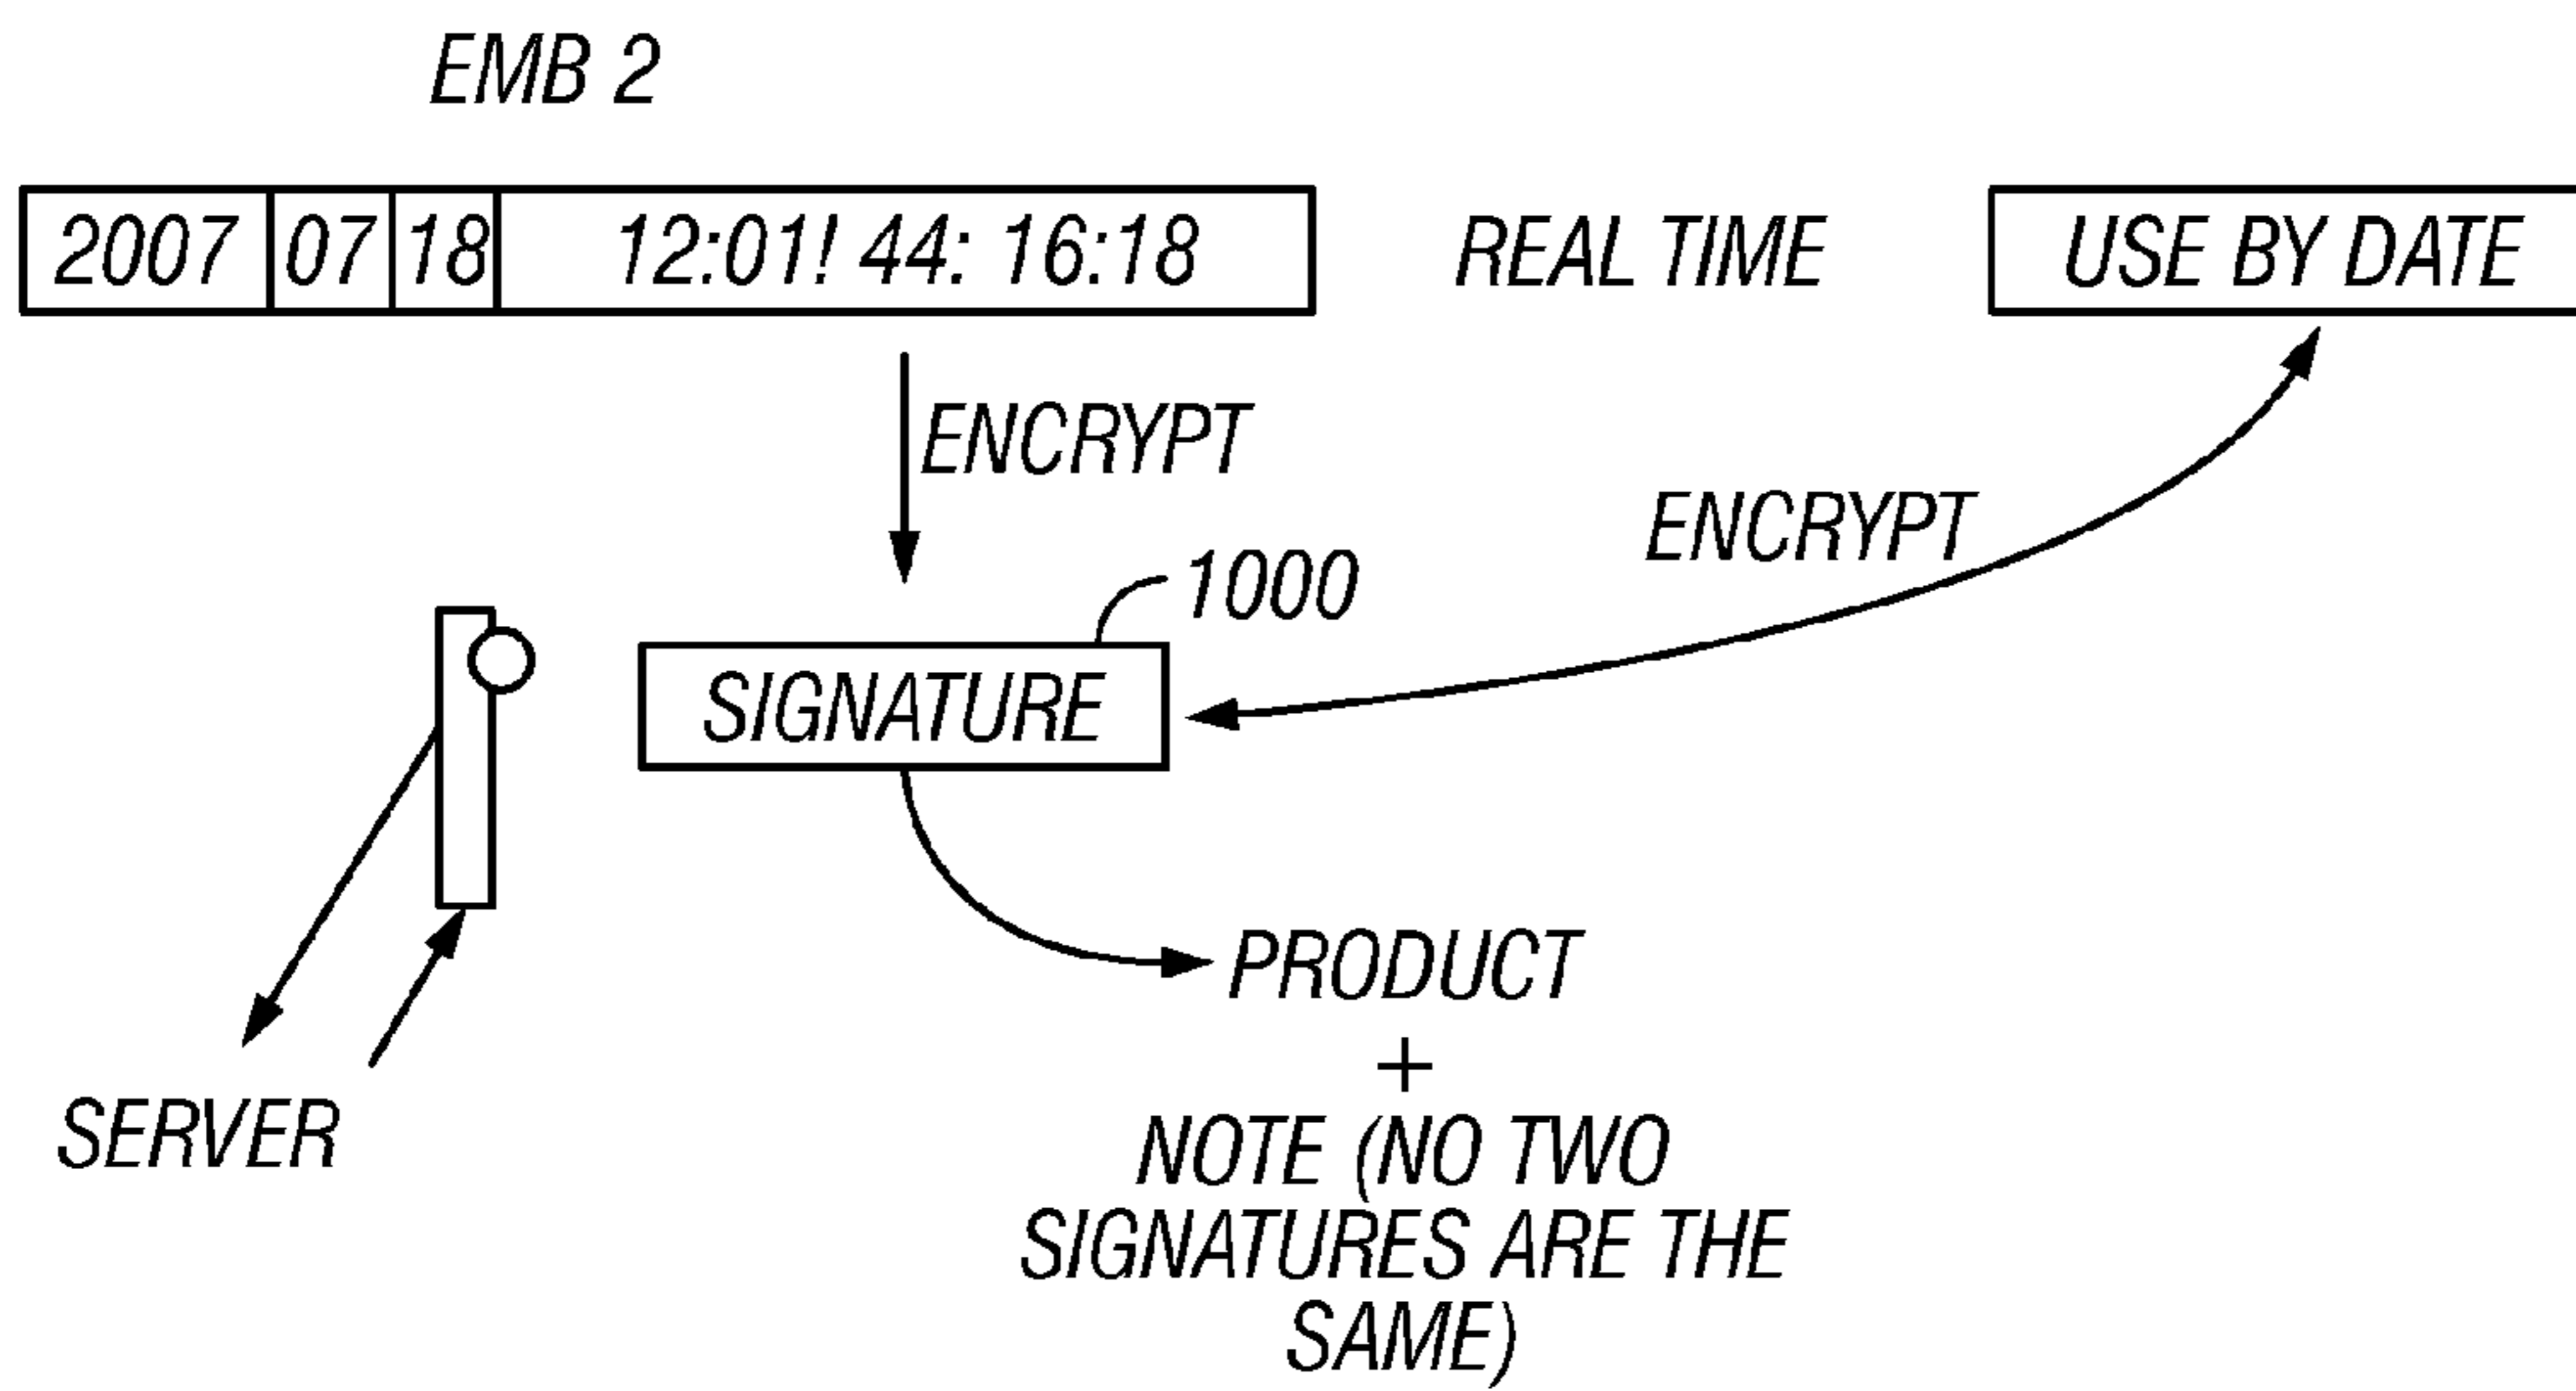 EMB 2
2007 07 18 12:01! 44: 16:18 REAL TIME USE BY DATE
ENCRYPT
ENCRYPT
1000
SIGNATURE
PRODUCT
+
SERVER
NOTE (NO TWO
SIGNATURES ARE THE
SAME)